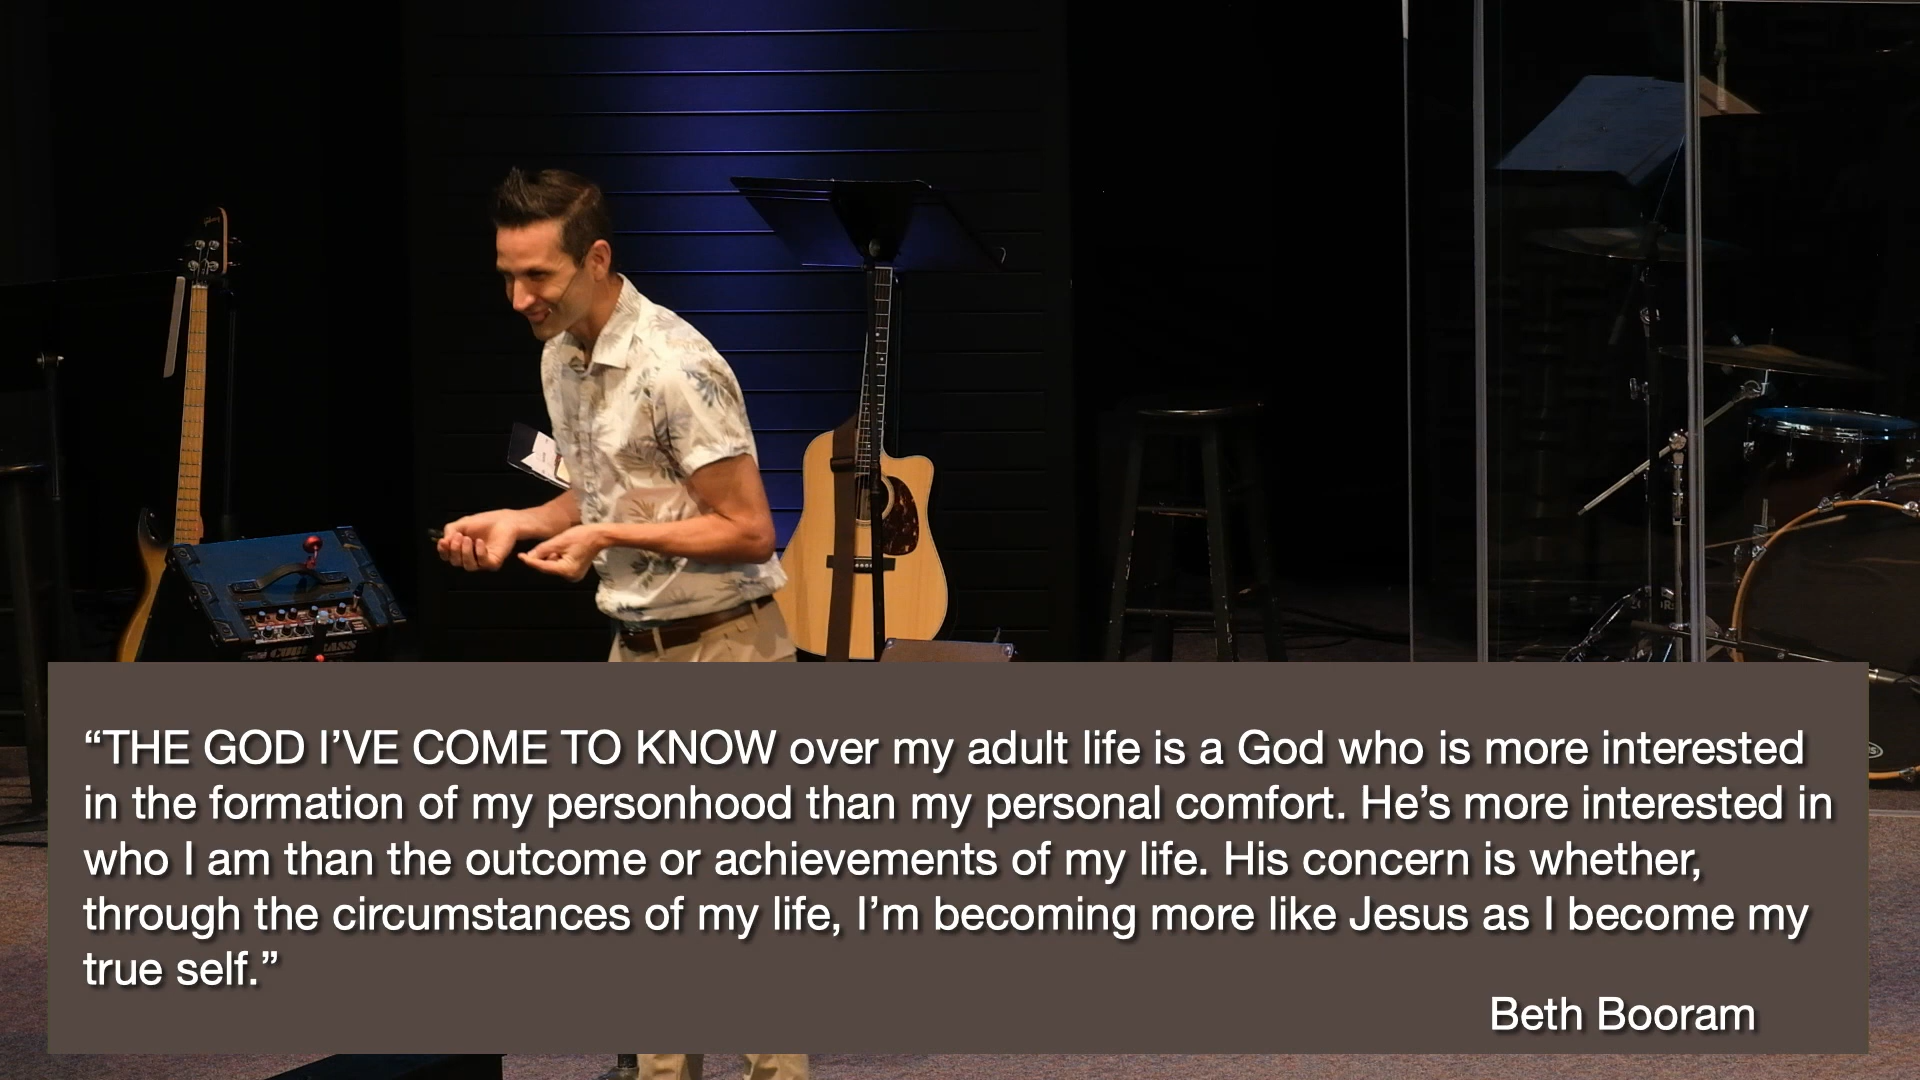 Gibson
CUBE BASS
“THE GOD I’VE COME TO KNOW over my adult life is a God who is more interested
in the formation of my personhood than my personal comfort. He’s more interested in
who I am than the outcome or achievements of my life. His concern is whether,
through the circumstances of my life, I’m becoming more like Jesus as I become my
true self.”
Beth Booram